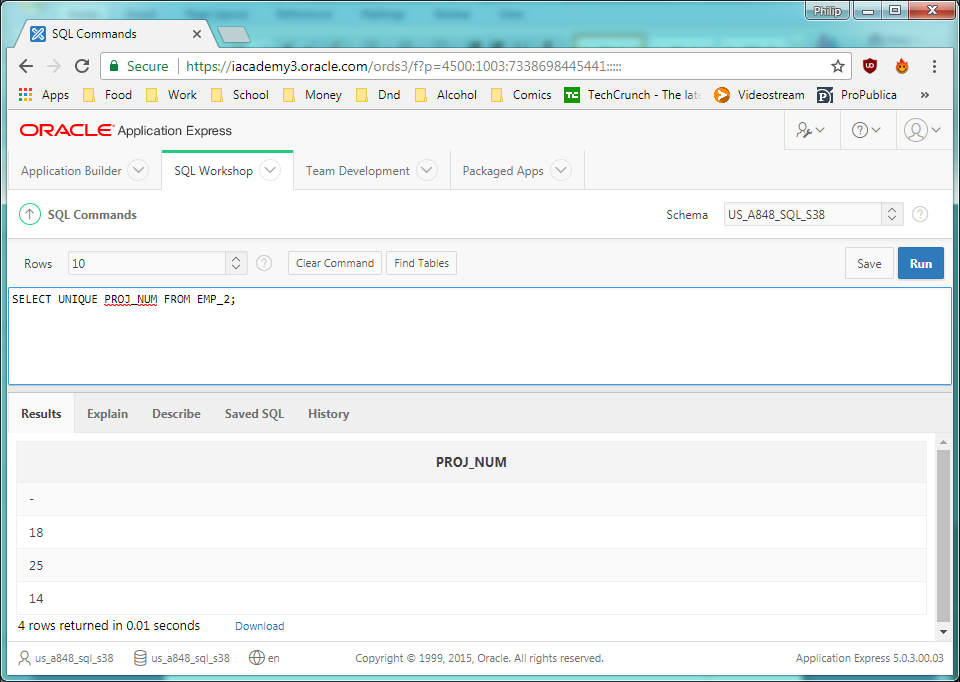 Philip
SQL Commands
Secure https://iacademy3.oracle.com/ords3/f?p=4500:1003:7338698445441:::::
Apps Food Work School Money Dnd Alcohol Comics TC TechCrunch - The late Videostream ProPublica »
ORACLE Application Express
Application Builder SQL Workshop Team Development Packaged Apps
SQL Commands Schema US_A848_SQL_S38
Rows 10 Clear Command Find Tables Save Run
SELECT UNIQUE PROJ_NUM FROM EMP_2;
Results Explain Describe Saved SQL History
PROJ_NUM
-
18
25
14
4 rows returned in 0.01 seconds Download
us_a848_sql_s38 us_a848_sql_s38 en Copyright © 1999, 2015, Oracle. All rights reserved. Application Express 5.0.3.00.03